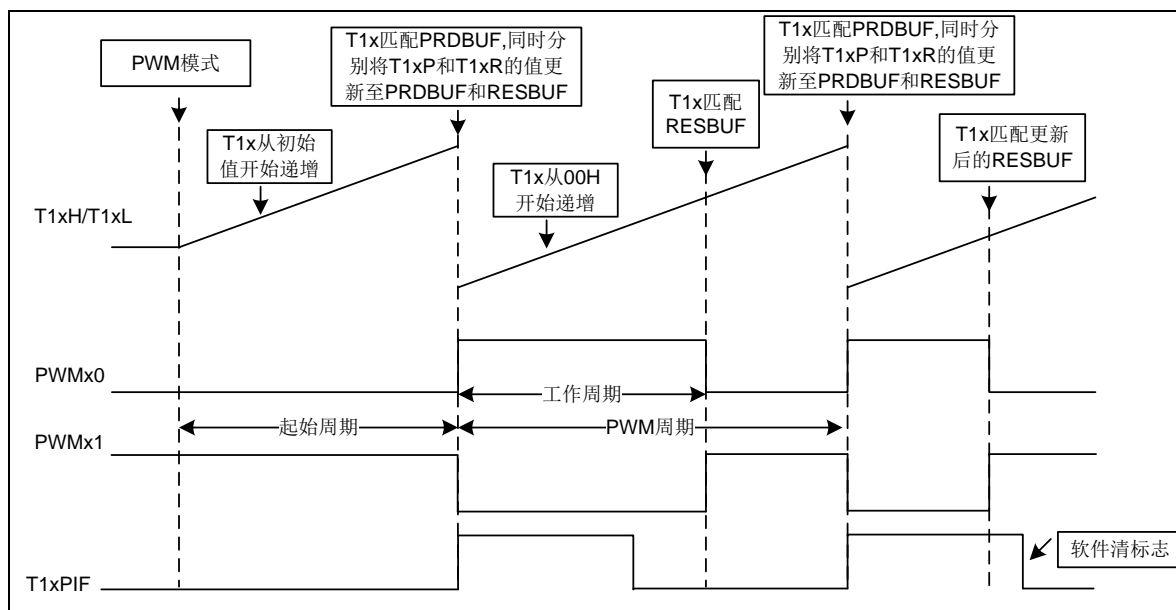 PWM模式
T1x匹配PRDBUF,同时分
别将T1xP和T1xR的值更
新至PRDBUF和RESBUF
T1x匹配PRDBUF,同时分
别将T1xP和T1xR的值更
新至PRDBUF和RESBUF
T1x匹配
RESBUF
T1x从初始
值开始递增
T1x匹配更新
后的RESBUF
T1x从00H
开始递增
T1xH/T1xL
PWMx0
工作周期
起始周期
PWM周期
PWMx1
软件清标志
T1xPIF